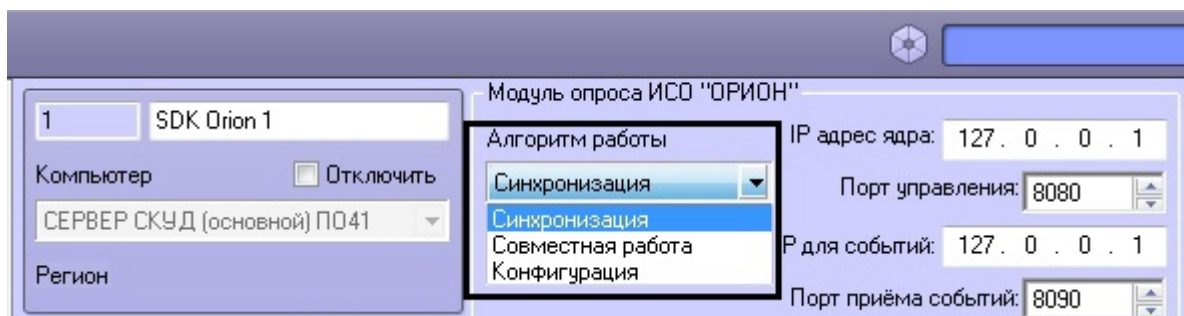 Модуль опроса ИСО "ОРИОН"
1 SDK Orion 1
Компьютер Отключить
СЕРВЕР СКУД (основной) ПО41
Регион
Алгоритм работы
Синхронизация
Синхронизация
Совместная работа
Конфигурация
IP адрес ядра: 127. 0 . 0 . 1
Порт управления: 8080
P для событий: 127. 0 . 0 . 1
Порт приёма событий: 8090